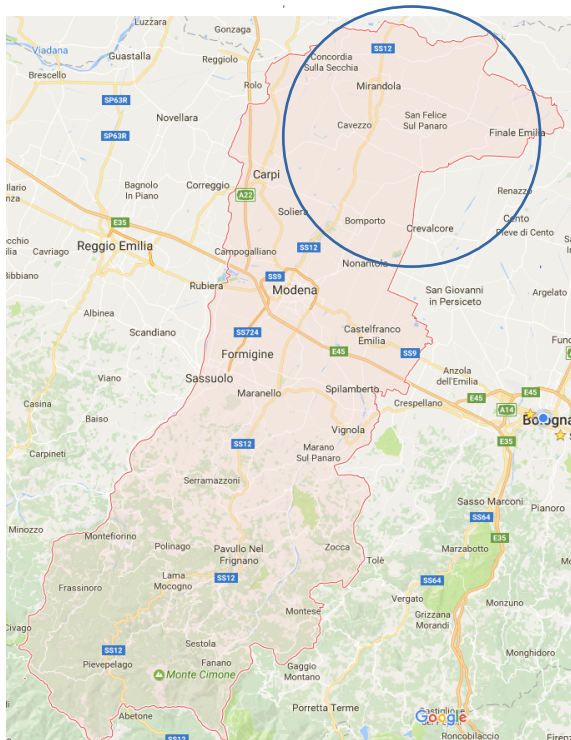 Luzzara
Gonzaga
Viadana
Guastalla
Reggiolo
SS12
Concordia
Sulla Secchia
Brescello
Rolo
Mirandola
SP63R
Novellara
Cavezzo
San Felice
Sul Panaro
Finale Emilia
SP63R
Carpi
Bagnolo
In Piano
Correggio
A22
Renazzo
Soliera
Bomporto
Crevalcore
Cento
Pieve di Cento
E35
Reggio Emilia
Cavriago
Campogalliano
SS12
Nonantola
SS9
Rubiera
Modena
San Giovanni
in Persiceto
Argelato
Albinea
Scandiano
SS724
Castelfranco
Emilia
Formigine
E45
SS9
Viano
Sassuolo
Anzola
dell'Emilia
Casina
Maranello
Spilamberto
Crespellano
E45
E45
A14
Baiso
Vignola
Bologna
E35
Carpineti
SS12
Marano
Sul Panaro
Serramazzoni
Sasso Marconi
Pianoro
SS64
Minozzo
Montefiorino
Polinago
Pavullo Nel
Frignano
Zocca
Tolè
Marzabotto
E35
Lama
Mocogno
SS12
SS64
Frassinoro
Vergato
Monzuno
Montese
Grizzana
Morandi
SS12
Sestola
Monghidoro
Pievepelago
Fanano
Monte Cimone
Gaggio
Montano
Abetone
Porretta Terme
Google
SS12
Roncobilaccio